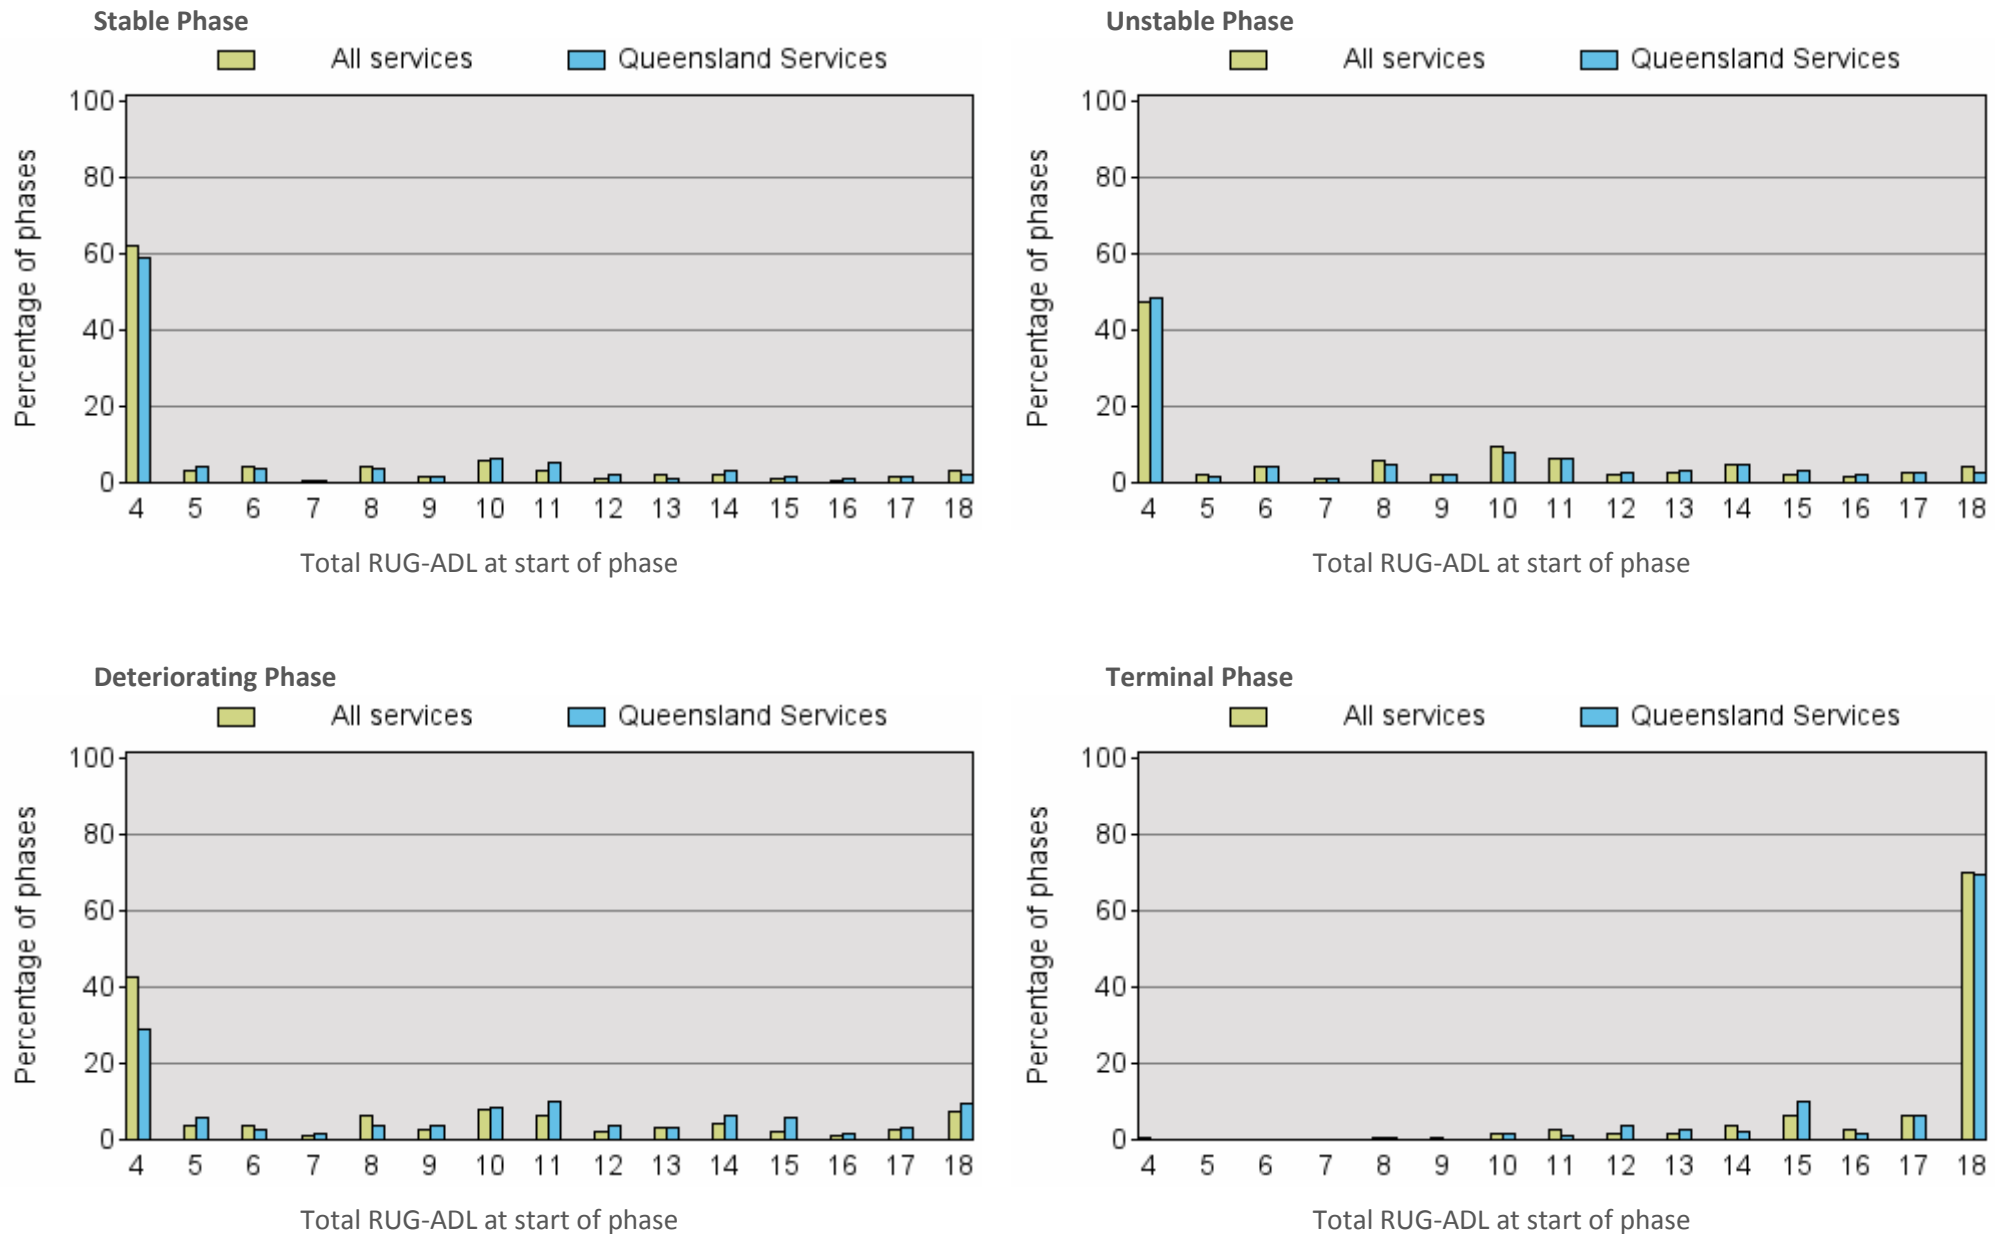 Stable Phase
All services Queensland Services
Percentage of phases
100
80
60
40
20
0
4 5 6 7 8 9 10 11 12 13 14 15 16 17 18
Total RUG-ADL at start of phase
Unstable Phase
All services Queensland Services
Percentage of phases
100
80
60
40
20
0
4 5 6 7 8 9 10 11 12 13 14 15 16 17 18
Total RUG-ADL at start of phase
Deteriorating Phase
All services Queensland Services
Percentage of phases
100
80
60
40
20
0
4 5 6 7 8 9 10 11 12 13 14 15 16 17 18
Total RUG-ADL at start of phase
Terminal Phase
All services Queensland Services
Percentage of phases
100
80
60
40
20
0
4 5 6 7 8 9 10 11 12 13 14 15 16 17 18
Total RUG-ADL at start of phase